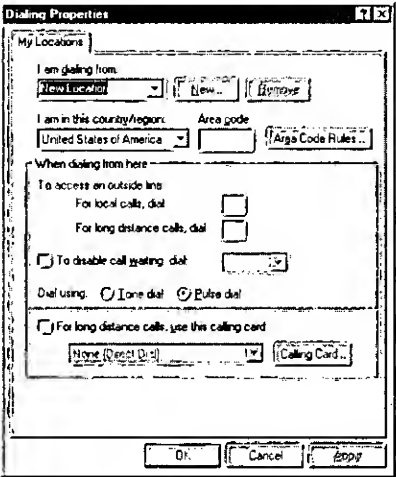 Dialing Properties
My Locations
I am dialing from:
New Location New... Remove
I am in this country/region: Area code
United States of America Area Code Rules...
When dialing from here
To access an outside line:
For local calls, dial
For long distance calls, dial
To disable call waiting, dial:
Dial using: Tone dial Pulse dial
For long distance calls, use this calling card:
None (Direct Dial) Calling Card...
OK Cancel Apply